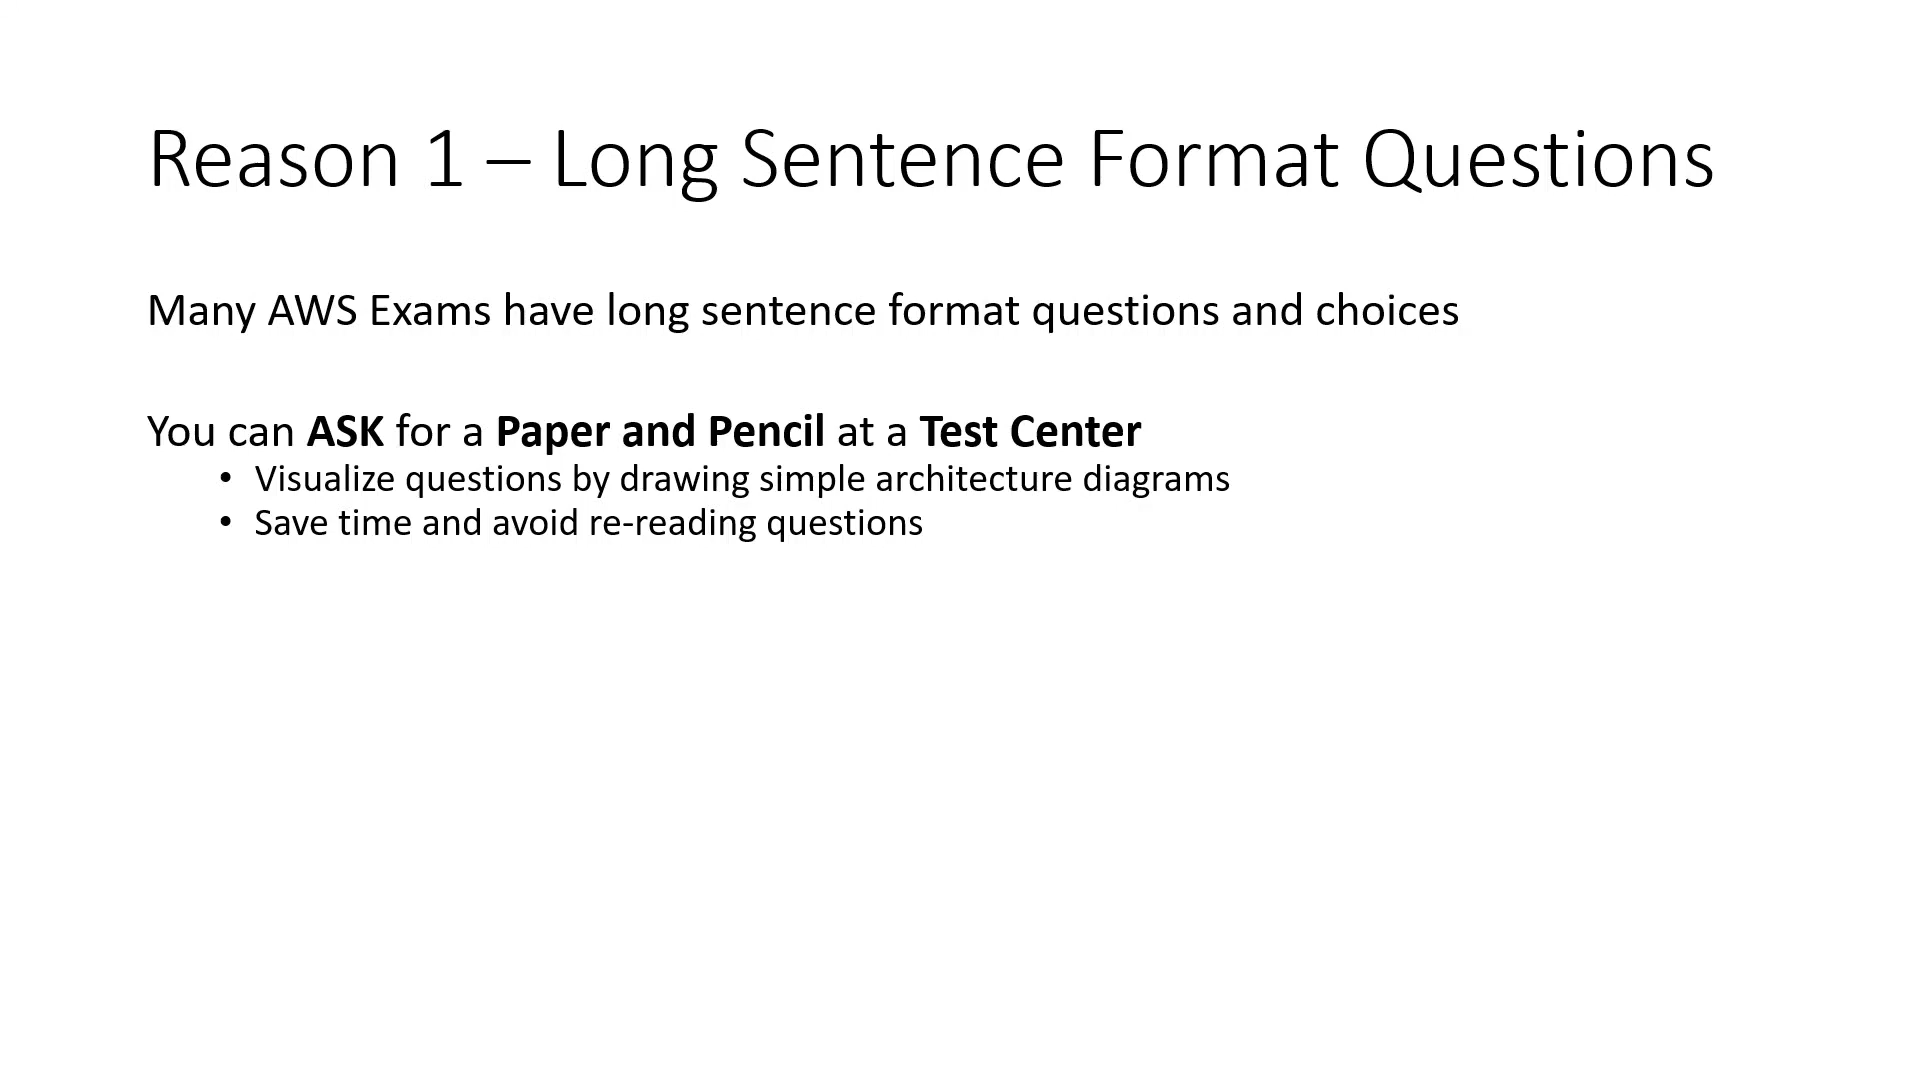 Reason 1 – Long Sentence Format Questions
Many AWS Exams have long sentence format questions and choices
You can ASK for a Paper and Pencil at a Test Center
• Visualize questions by drawing simple architecture diagrams
• Save time and avoid re-reading questions